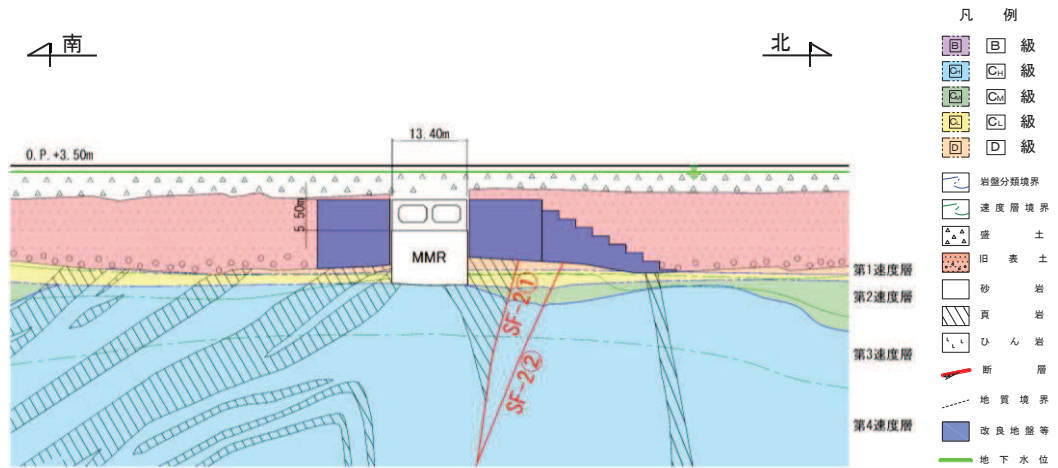 南
北
O.P.+3.50m
13.40m
5.50m
MMR
SF-2①
SF-2②
第1速度層
第2速度層
第3速度層
第4速度層
凡 例
B B 級
CH CH 級
CM CM 級
CL CL 級
D D 級
岩盤分類境界
速度層境界
盛 土
旧表土
砂 岩
頁 岩
ひん岩
断 層
地質境界
改良地盤等
地下水位